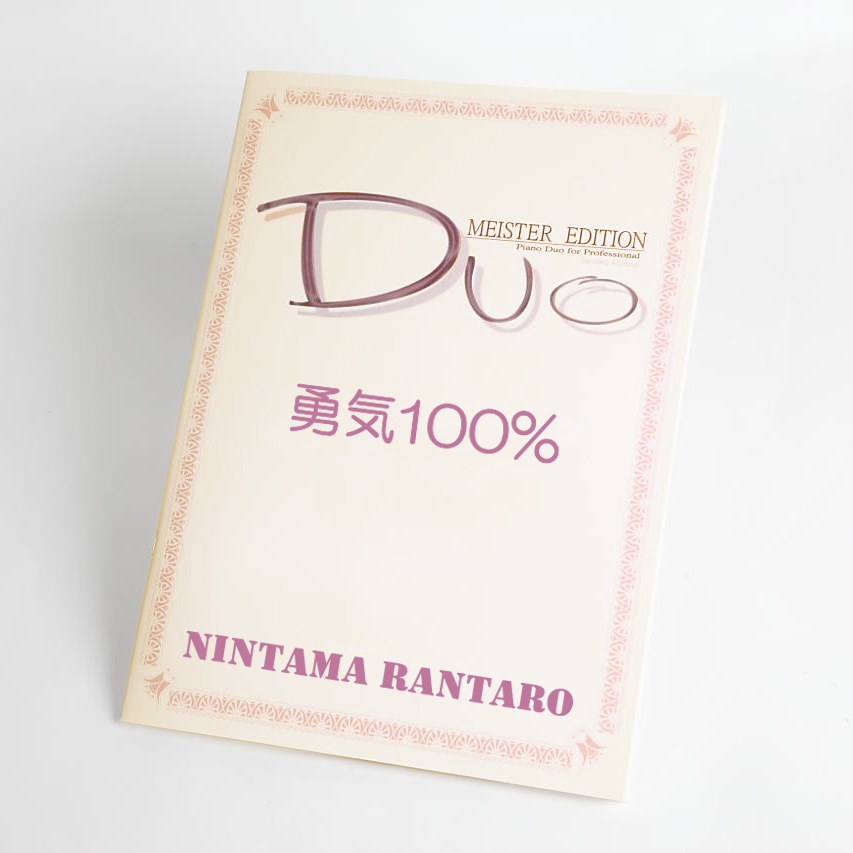 Duo
MEISTER EDITION
Piano Duo for Professional
勇気100%
NINTAMA RANTARO